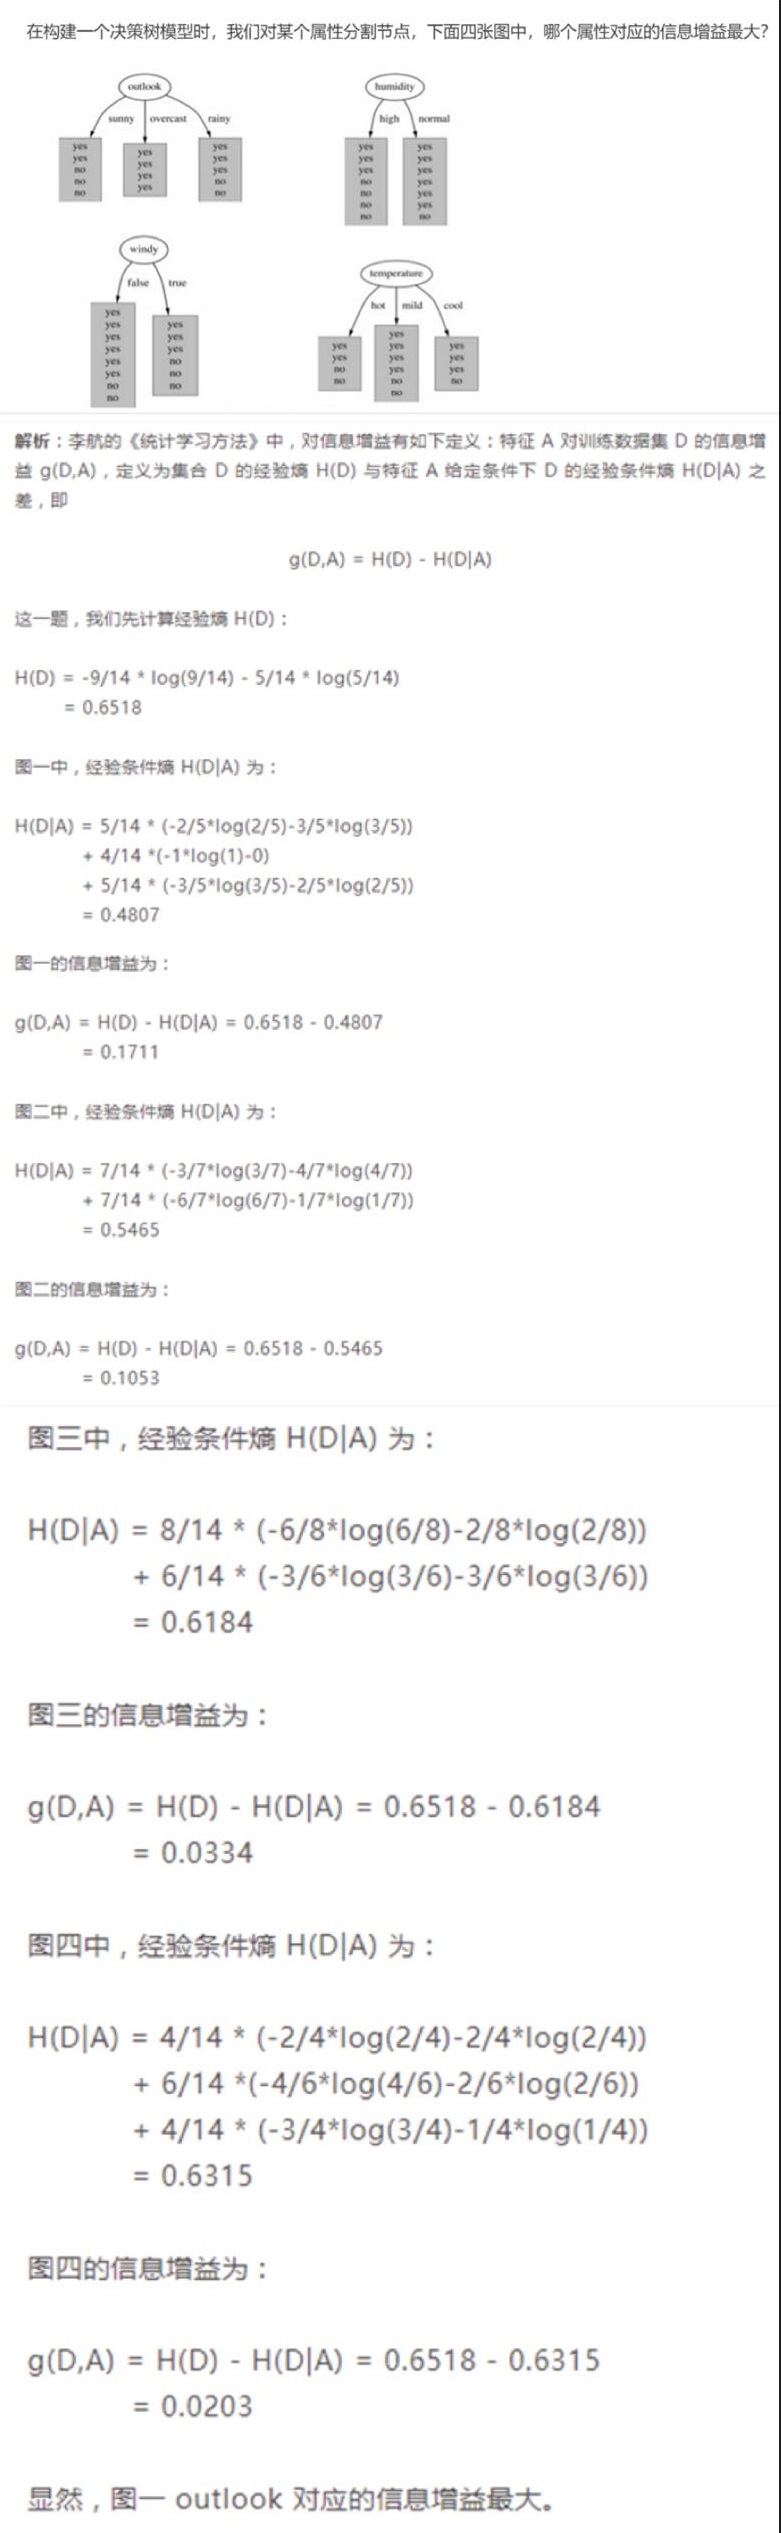 在构建一个决策树模型时，我们对某个属性分割节点，下面四张图中，哪个属性对应的信息增益最大?
outlook
sunny overcast rainy
yes
yes
no
no
no
yes
yes
yes
yes
yes
yes
yes
no
no
humidity
high normal
yes
yes
yes
no
no
no
no
yes
yes
yes
yes
yes
yes
no
windy
false true
yes
yes
yes
yes
yes
yes
no
no
yes
yes
yes
no
no
no
temperature
hot mild cool
yes
yes
no
no
yes
yes
yes
yes
no
no
yes
yes
yes
no
解析：李航的《统计学习方法》中，对信息增益有如下定义：特征 A 对训练数据集 D 的信息增
益 g(D,A)，定义为集合 D 的经验熵 H(D) 与特征 A 给定条件下 D 的经验条件熵 H(D|A) 之
差，即
g(D,A) = H(D) - H(D|A)
这一题，我们先计算经验熵 H(D)：
H(D) = -9/14 * log(9/14) - 5/14 * log(5/14)
= 0.6518
图一中，经验条件熵 H(D|A) 为：
H(D|A) = 5/14 * (-2/5*log(2/5)-3/5*log(3/5))
+ 4/14 *(-1*log(1)-0)
+ 5/14 * (-3/5*log(3/5)-2/5*log(2/5))
= 0.4807
图一的信息增益为：
g(D,A) = H(D) - H(D|A) = 0.6518 - 0.4807
= 0.1711
图二中，经验条件熵 H(D|A) 为：
H(D|A) = 7/14 * (-3/7*log(3/7)-4/7*log(4/7))
+ 7/14 * (-6/7*log(6/7)-1/7*log(1/7))
= 0.5465
图二的信息增益为：
g(D,A) = H(D) - H(D|A) = 0.6518 - 0.5465
= 0.1053
图三中，经验条件熵 H(D|A) 为：
H(D|A) = 8/14 * (-6/8*log(6/8)-2/8*log(2/8))
+ 6/14 * (-3/6*log(3/6)-3/6*log(3/6))
= 0.6184
图三的信息增益为：
g(D,A) = H(D) - H(D|A) = 0.6518 - 0.6184
= 0.0334
图四中，经验条件熵 H(D|A) 为：
H(D|A) = 4/14 * (-2/4*log(2/4)-2/4*log(2/4))
+ 6/14 *(-4/6*log(4/6)-2/6*log(2/6))
+ 4/14 * (-3/4*log(3/4)-1/4*log(1/4))
= 0.6315
图四的信息增益为：
g(D,A) = H(D) - H(D|A) = 0.6518 - 0.6315
= 0.0203
显然，图一 outlook 对应的信息增益最大。